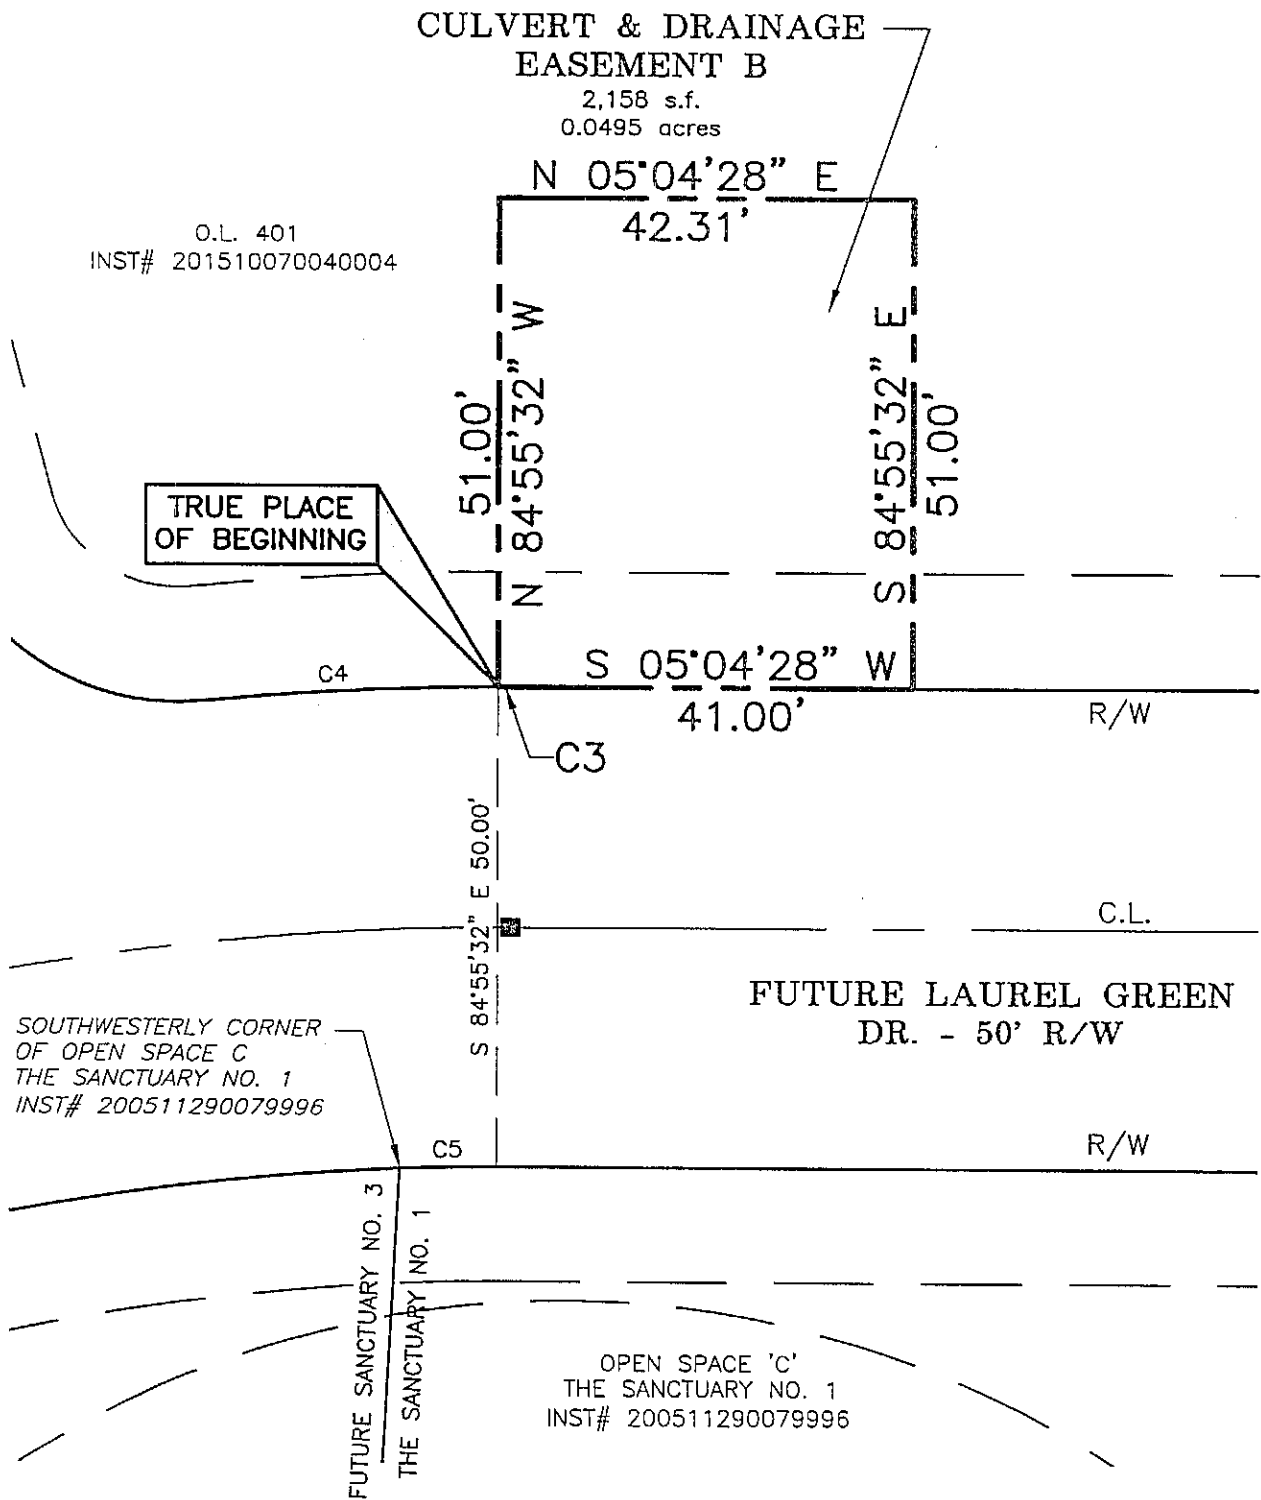 CULVERT & DRAINAGE
EASEMENT B
2,158 s.f.
0.0495 acres
N 05°04'28" E
42.31'
O.L. 401
INST# 201510070040004
51.00'
N 84°55'32" W
S 84°55'32" E
51.00'
TRUE PLACE
OF BEGINNING
C4
S 05°04'28" W
41.00'
R/W
C3
S 84°55'32" E 50.00'
C.L.
FUTURE LAUREL GREEN
DR. - 50' R/W
SOUTHWESTERLY CORNER
OF OPEN SPACE C
THE SANCTUARY NO. 1
INST# 200511290079996
C5
R/W
FUTURE SANCTUARY NO. 3
THE SANCTUARY NO. 1
OPEN SPACE 'C'
THE SANCTUARY NO. 1
INST# 200511290079996